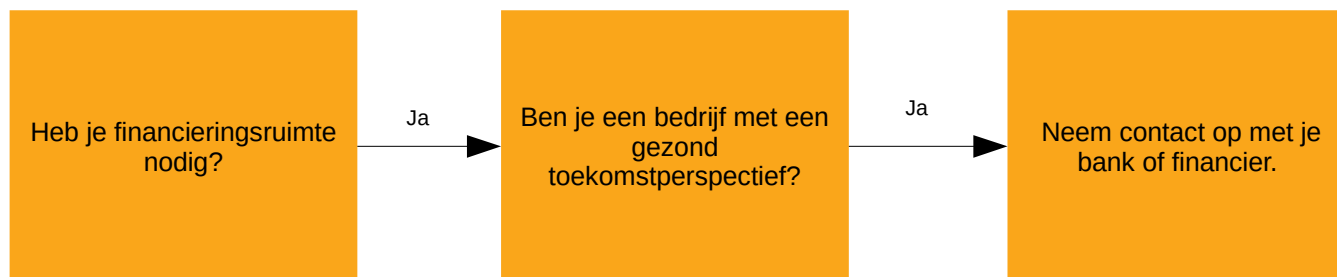 Heb je financieringsruimte
nodig?
Ja
Ben je een bedrijf met een
gezond
toekomstperspectief?
Ja
Neem contact op met je
bank of financier.